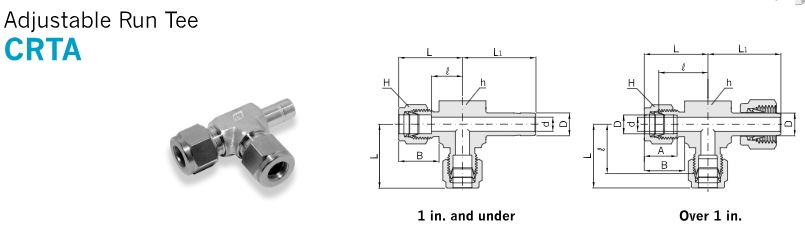 Adjustable Run Tee
CRTA
L L1
ℓ
H h
d D
L
B
1 in. and under
L L1
ℓ
H h
D d D
L ℓ
A
B
Over 1 in.